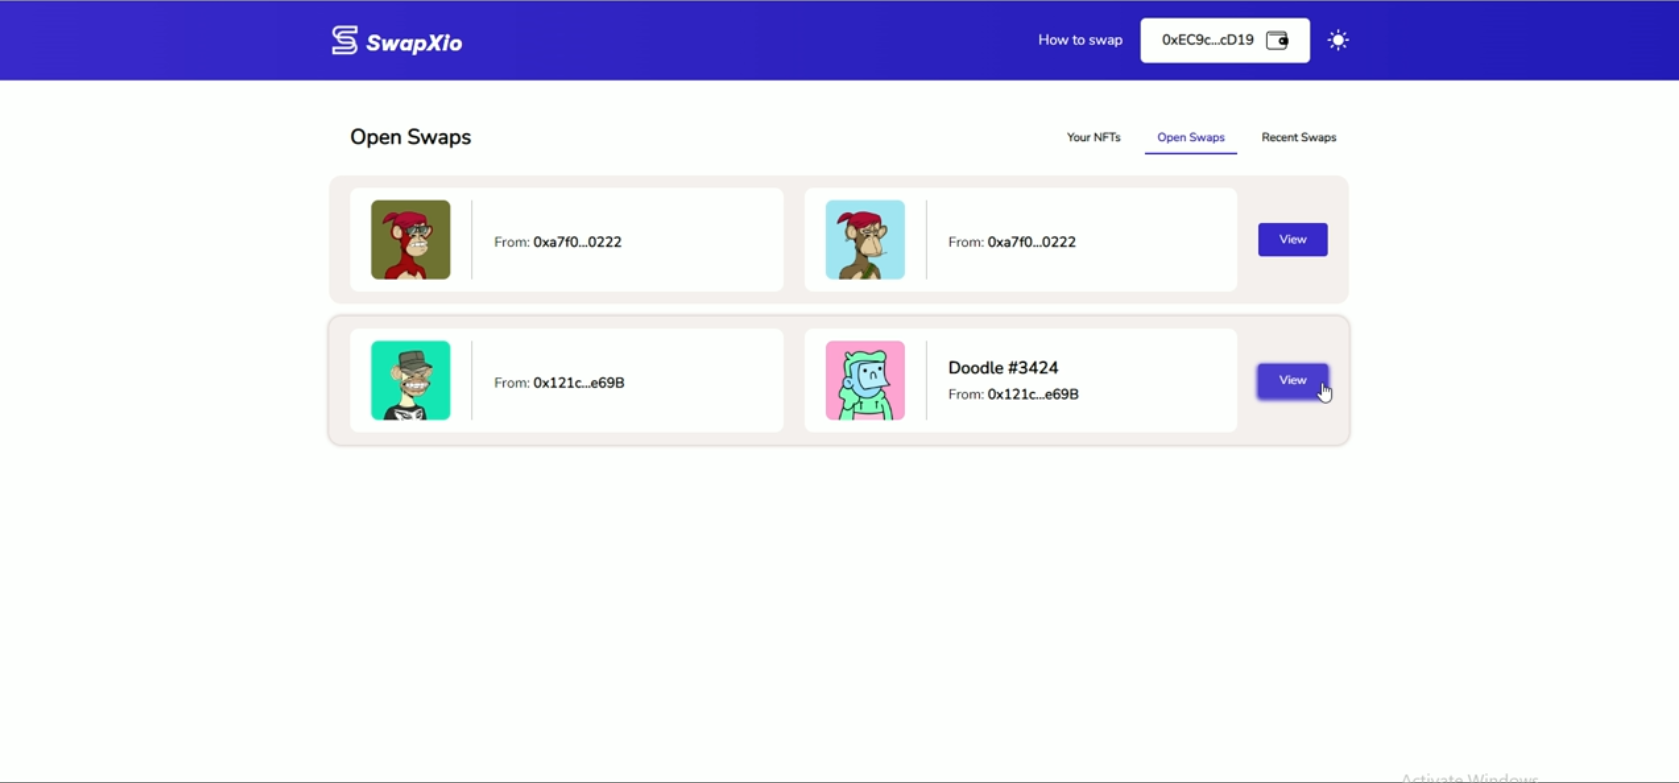 SwapXio
How to swap
0xEC9c...cD19
Open Swaps
Your NFTs
Open Swaps
Recent Swaps
From: 0xa7f0...0222
From: 0xa7f0...0222
View
From: 0x121c...e69B
Doodle #3424
From: 0x121c...e69B
View
Activate Windows